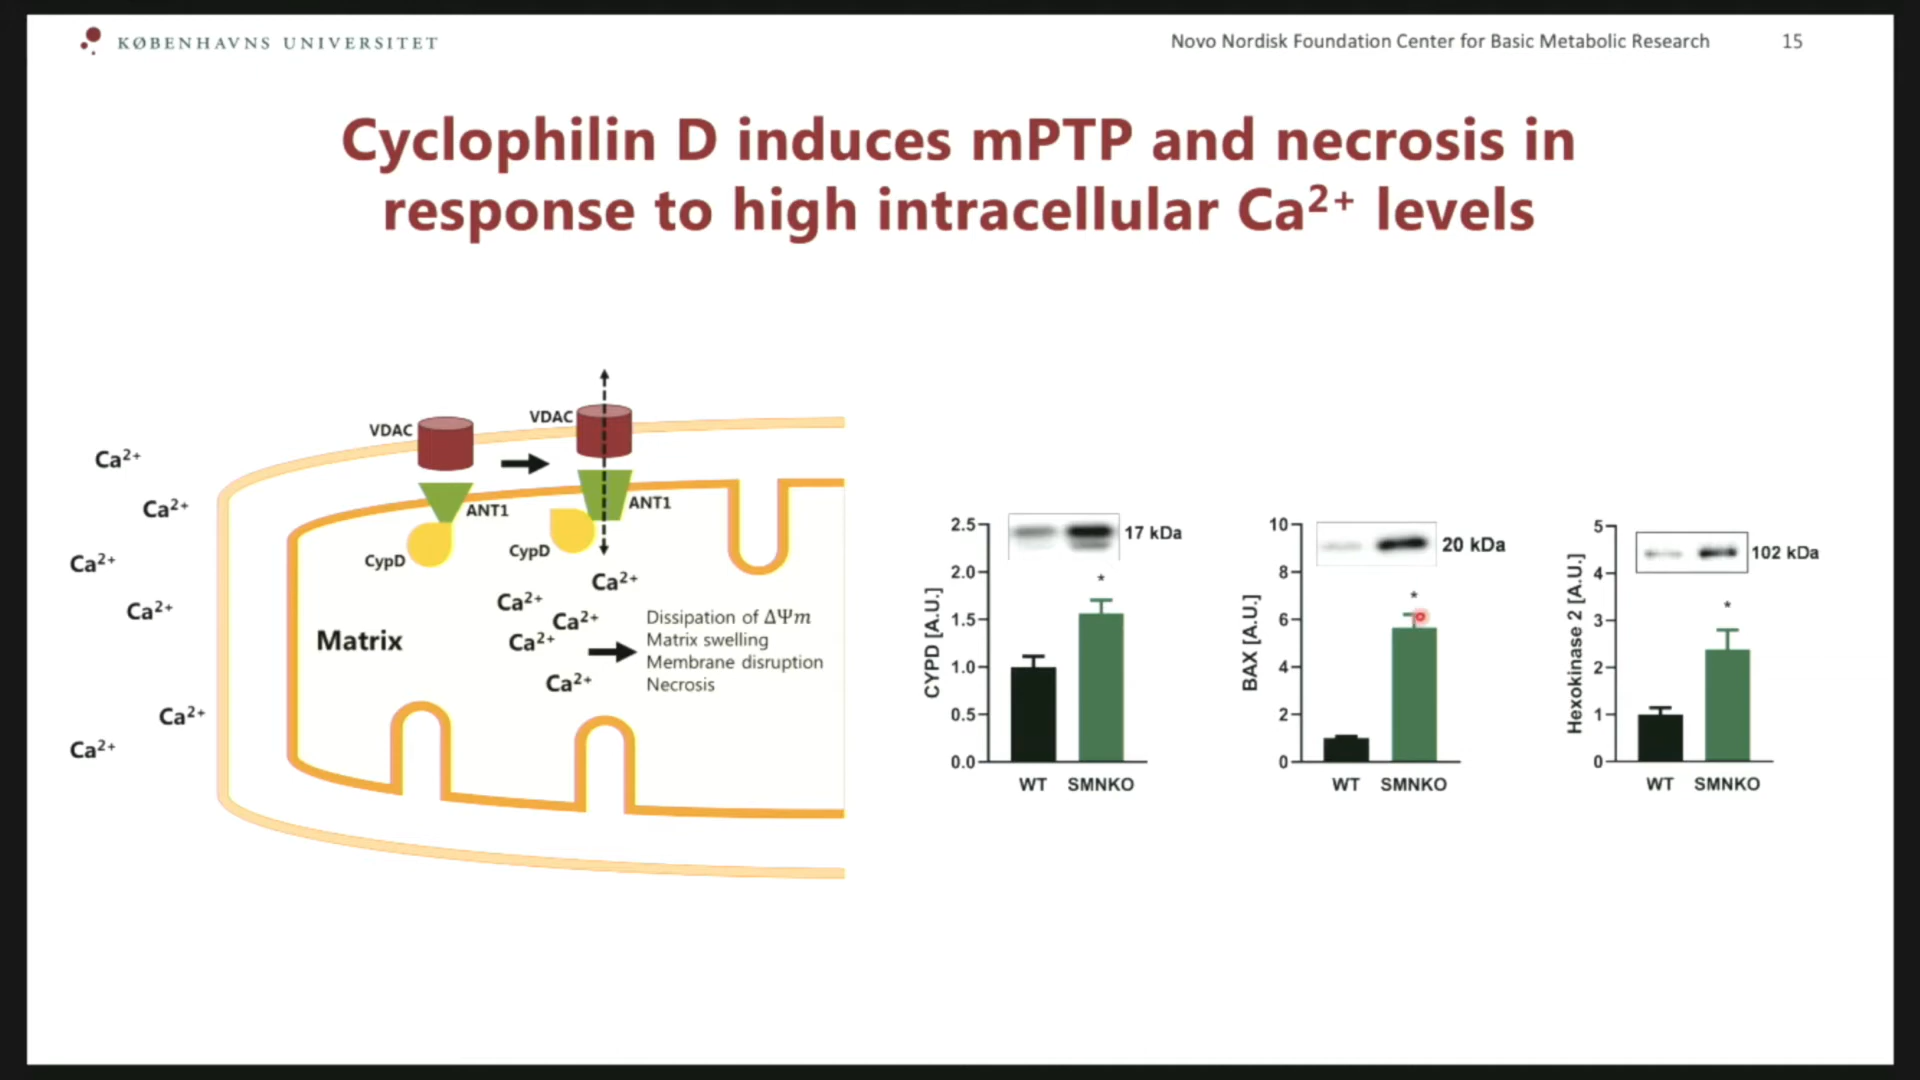 KØBENHAVNS UNIVERSITET
Novo Nordisk Foundation Center for Basic Metabolic Research
15
Cyclophilin D induces mPTP and necrosis in
response to high intracellular Ca²⁺ levels
VDAC
VDAC
Ca²⁺
Ca²⁺
Ca²⁺
Ca²⁺
Ca²⁺
Ca²⁺
ANT1
ANT1
CypD
CypD
Matrix
Ca²⁺
Ca²⁺
Ca²⁺
Ca²⁺
Ca²⁺
Dissipation of ΔΨm
Matrix swelling
Membrane disruption
Necrosis
CYPD [A.U.]
2.5
2.0
1.5
1.0
0.5
0.0
17 kDa
*
WT
SMNKO
BAX [A.U.]
10
8
6
4
2
0
20 kDa
*
WT
SMNKO
Hexokinase 2 [A.U.]
5
4
3
2
1
0
102 kDa
*
WT
SMNKO